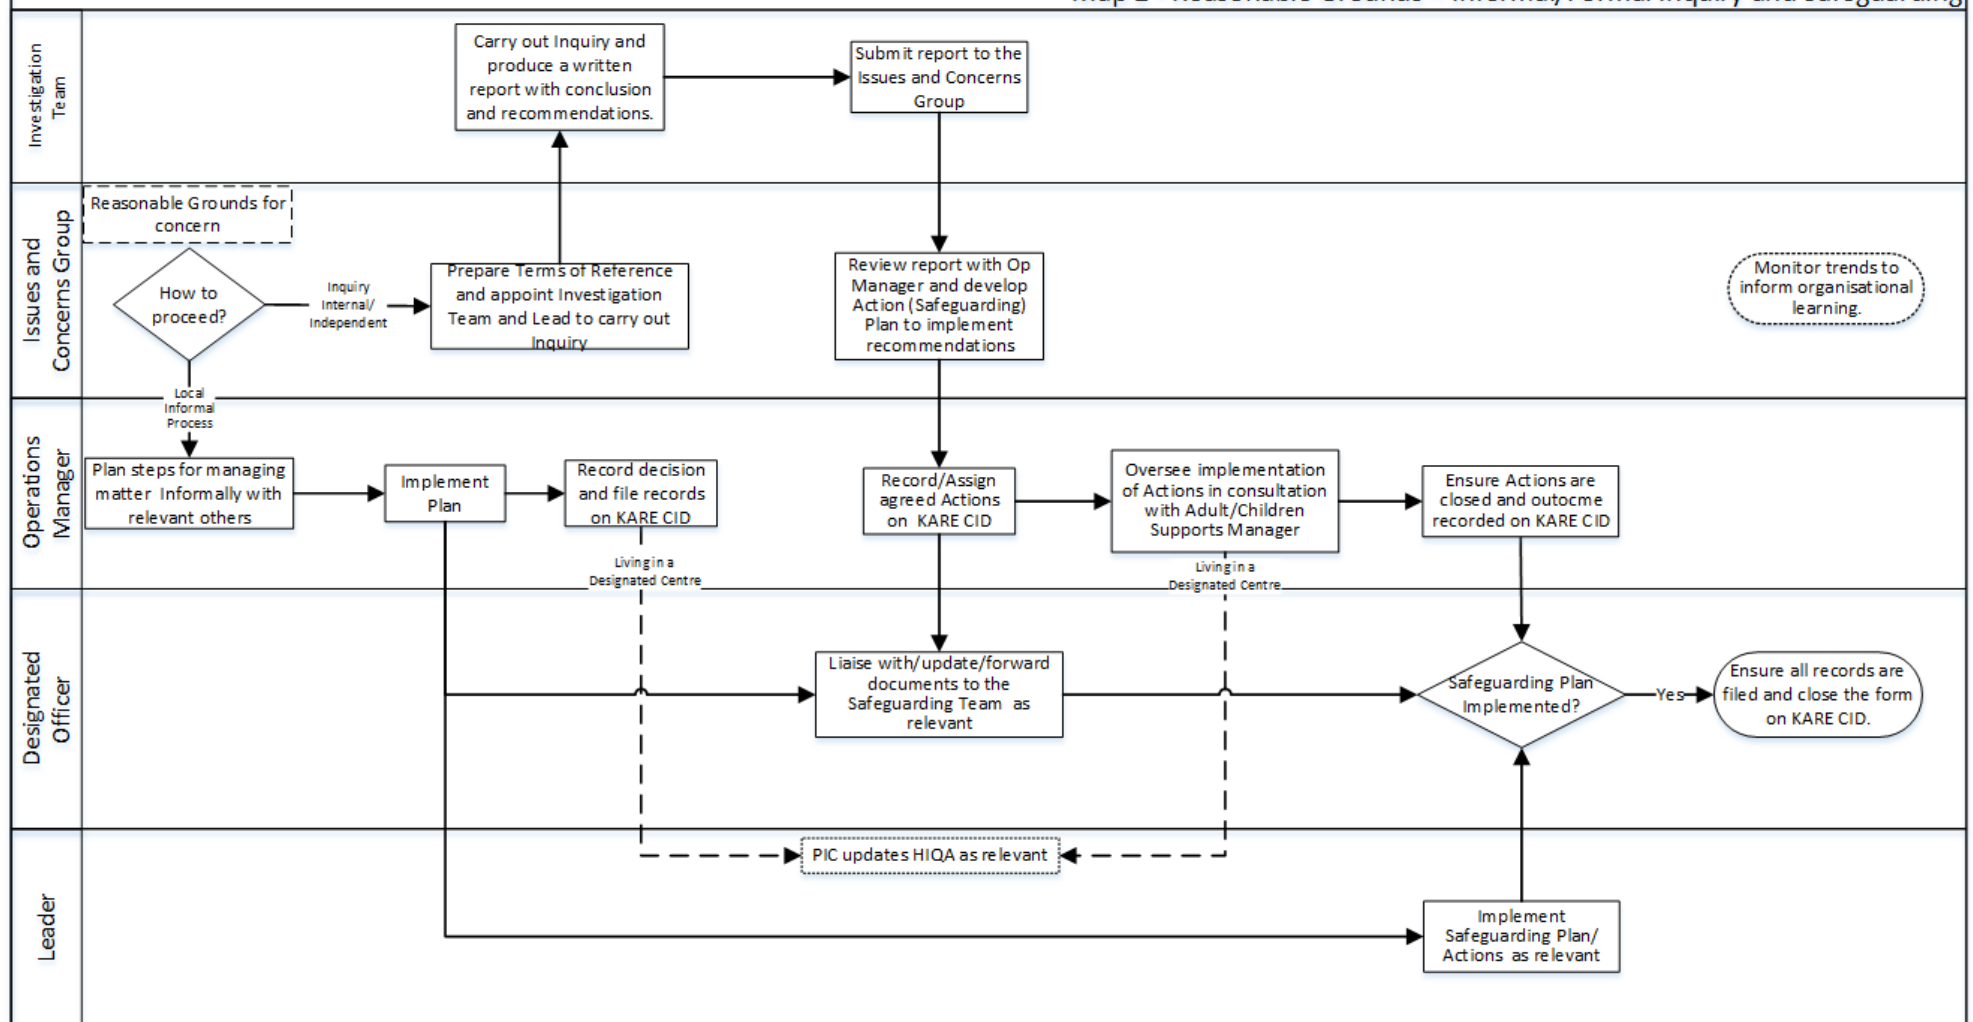 Investigation
Team
Carry out Inquiry and
produce a written
report with conclusion
and recommendations.
Submit report to the
Issues and Concerns
Group
Issues and
Concerns Group
Reasonable Grounds for
concern
How to
proceed?
Inquiry
Internal/
Independent
Prepare Terms of Reference
and appoint Investigation
Team and Lead to carry out
Inquiry
Review report with Op
Manager and develop
Action (Safeguarding)
Plan to implement
recommendations
Monitor trends to
inform organisational
learning.
Local
Informal
Process
Operations
Manager
Plan steps for managing
matter Informally with
relevant others
Implement
Plan
Record decision
and file records
on KARE CID
Record/Assign
agreed Actions
on KARE CID
Oversee implementation
of Actions in consultation
with Adult/Children
Supports Manager
Ensure Actions are
closed and outocme
recorded on KARE CID
Living in a
Designated Centre
Living in a
Designated Centre
Designated
Officer
Liaise with/update/forward
documents to the
Safeguarding Team as
relevant
Safeguarding Plan
Implemented?
Yes
Ensure all records are
filed and close the form
on KARE CID.
Leader
PIC updates HIQA as relevant
Implement
Safeguarding Plan/
Actions as relevant